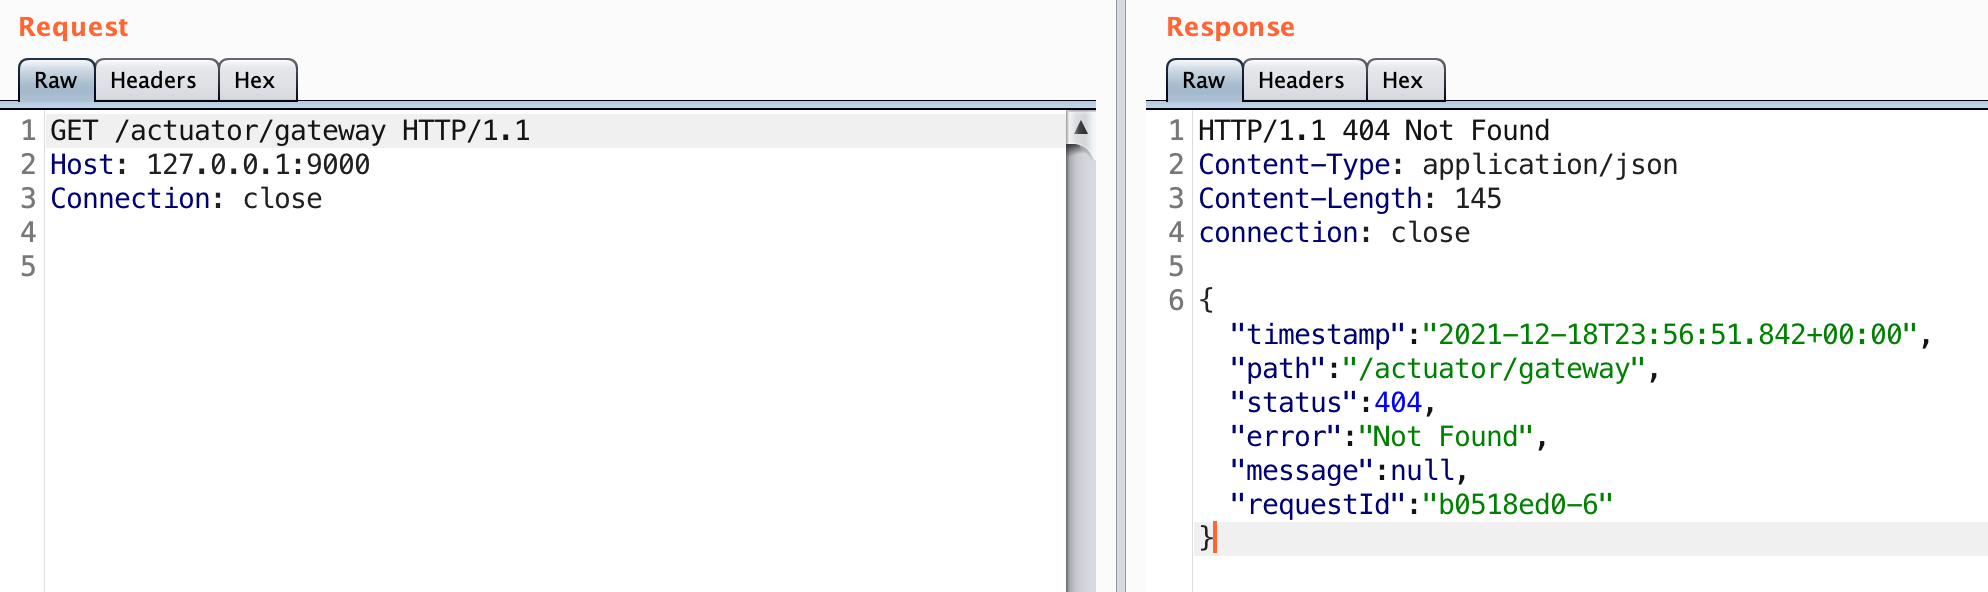 Request
Raw Headers Hex
1 GET /actuator/gateway HTTP/1.1
2 Host: 127.0.0.1:9000
3 Connection: close
4
5
Response
Raw Headers Hex
1 HTTP/1.1 404 Not Found
2 Content-Type: application/json
3 Content-Length: 145
4 connection: close
5
6 {
"timestamp":"2021-12-18T23:56:51.842+00:00",
"path":"/actuator/gateway",
"status":404,
"error":"Not Found",
"message":null,
"requestId":"b0518ed0-6"
}